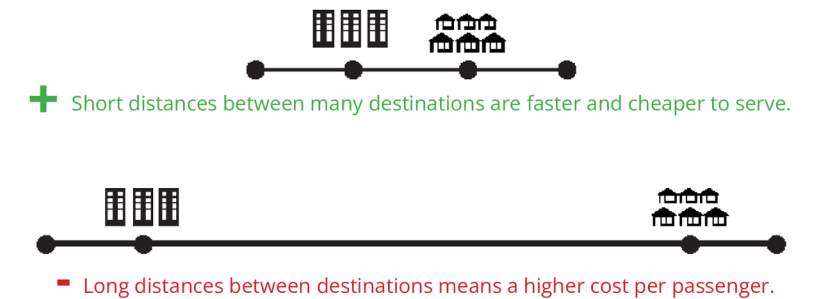 + Short distances between many destinations are faster and cheaper to serve.
- Long distances between destinations means a higher cost per passenger.